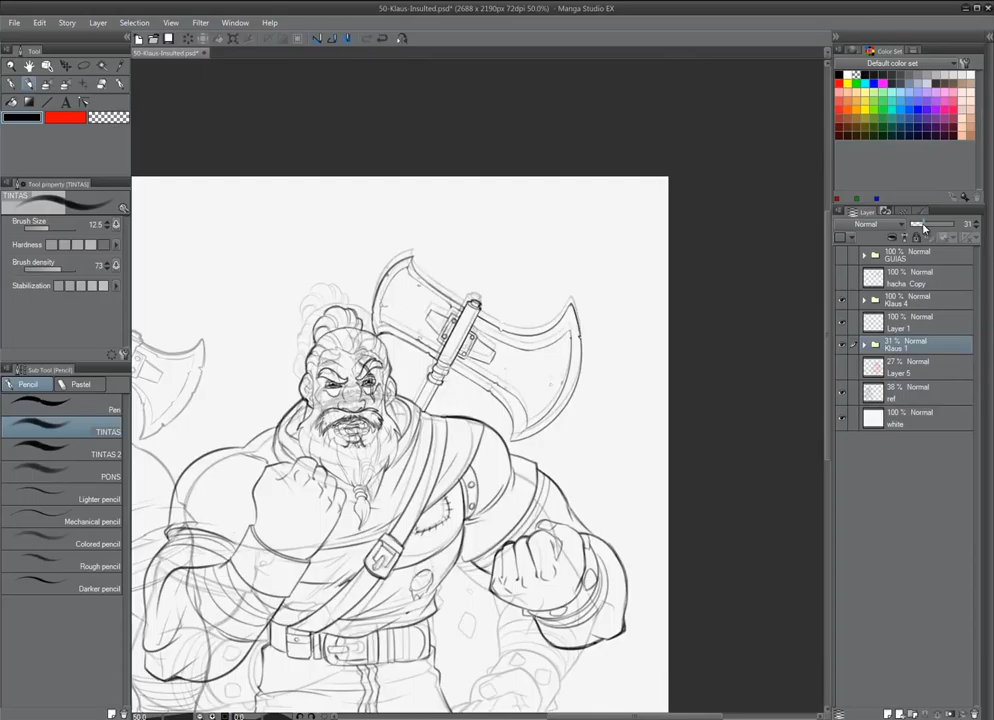 50-Klaus-Insulted.psd* (2688 x 2190px 72dpi 50.0%) - Manga Studio EX
File Edit Story Layer Selection View Filter Window Help
50-Klaus-Insulted.psd*
Tool
Tool property [TINTAS]
TINTAS
Brush Size 12.5
Hardness
Brush density 73
Stabilization
Sub Tool [Pencil]
Pencil Pastel
Pen
TINTAS
TINTAS 2
PONS
Lighter pencil
Mechanical pencil
Colored pencil
Rough pencil
Darker pencil
50.0
0.0
Color Set
Default color set
Layer
Normal 31
100 % Normal
GUIAS
100 % Normal
hacha Copy
100 % Normal
Klaus 4
100 % Normal
Layer 1
31 % Normal
Klaus 1
27 % Normal
Layer 5
38 % Normal
ref
100 % Normal
white